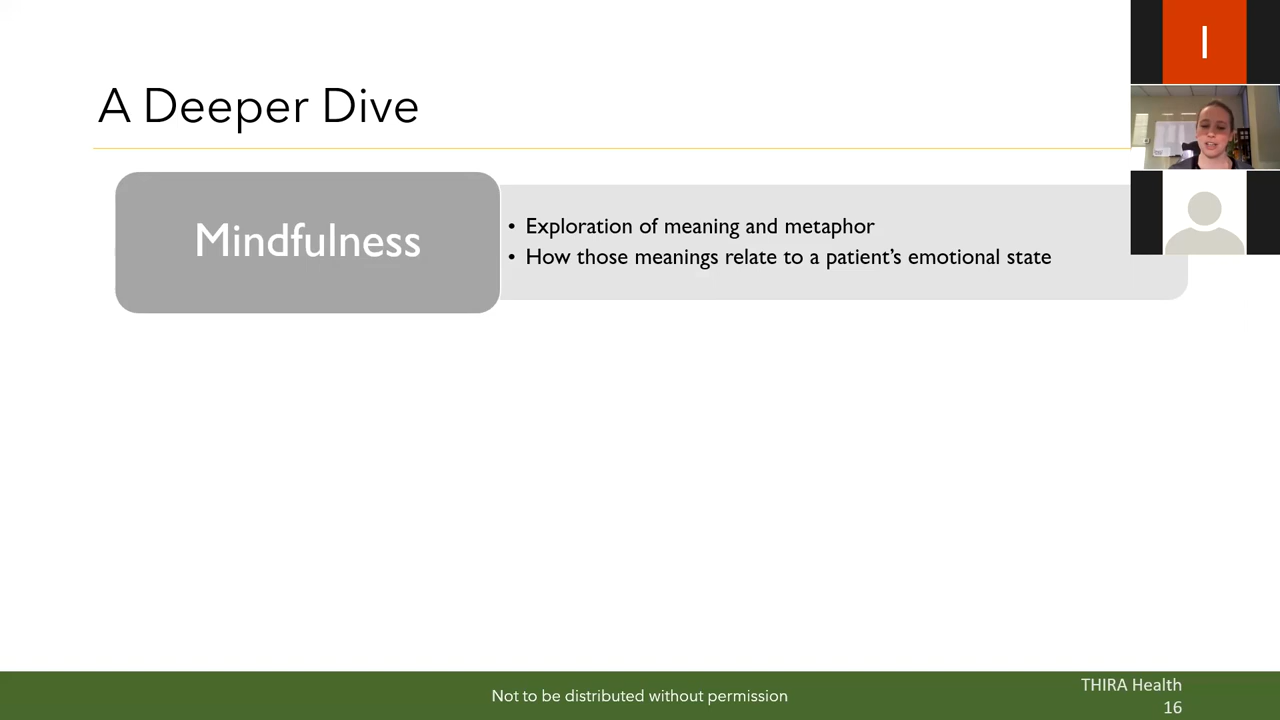 A Deeper Dive
Mindfulness
• Exploration of meaning and metaphor
• How those meanings relate to a patient’s emotional state
I
Not to be distributed without permission
THIRA Health
16